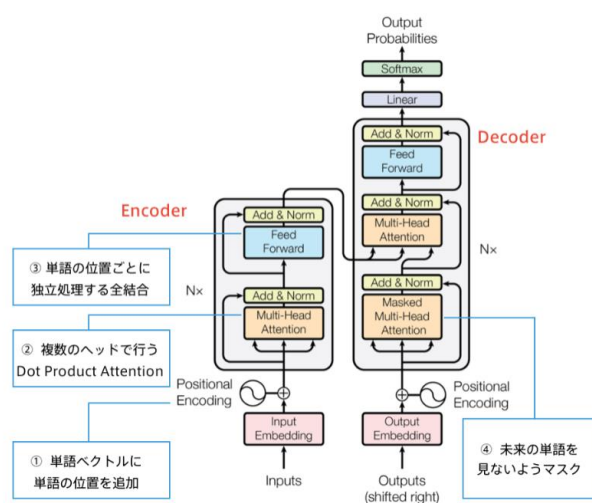 Output
Probabilities
Softmax
Linear
Decoder
Add & Norm
Feed
Forward
Add & Norm
Multi-Head
Attention
N×
Add & Norm
Masked
Multi-Head
Attention
Encoder
Add & Norm
Feed
Forward
N×
Add & Norm
Multi-Head
Attention
③ 単語の位置ごとに
独立処理する全結合
② 複数のヘッドで行う
Dot Product Attention
① 単語ベクトルに
単語の位置を追加
Positional
Encoding
Input
Embedding
Inputs
Positional
Encoding
Output
Embedding
Outputs
(shifted right)
④ 未来の単語を
見ないようマスク